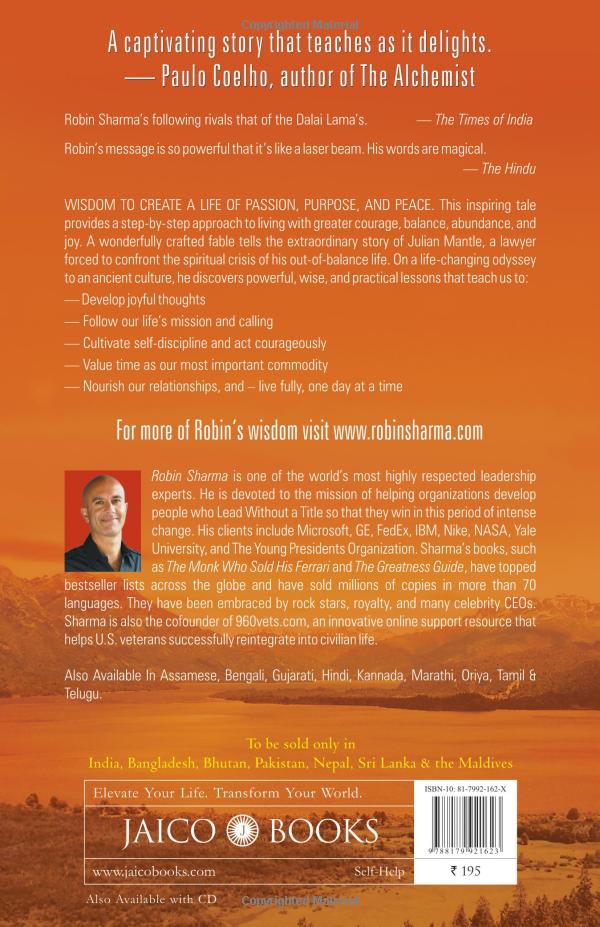 Copyrighted Material
A captivating story that teaches as it delights.
— Paulo Coelho, author of The Alchemist
Robin Sharma's following rivals that of the Dalai Lama's. — The Times of India
Robin's message is so powerful that it's like a laser beam. His words are magical.
— The Hindu
WISDOM TO CREATE A LIFE OF PASSION, PURPOSE, AND PEACE. This inspiring tale
provides a step-by-step approach to living with greater courage, balance, abundance, and
joy. A wonderfully crafted fable tells the extraordinary story of Julian Mantle, a lawyer
forced to confront the spiritual crisis of his out-of-balance life. On a life-changing odyssey
to an ancient culture, he discovers powerful, wise, and practical lessons that teach us to:
— Develop joyful thoughts
— Follow our life's mission and calling
— Cultivate self-discipline and act courageously
— Value time as our most important commodity
— Nourish our relationships, and – live fully, one day at a time
For more of Robin's wisdom visit www.robinsharma.com
Robin Sharma is one of the world's most highly respected leadership
experts. He is devoted to the mission of helping organizations develop
people who Lead Without a Title so that they win in this period of intense
change. His clients include Microsoft, GE, FedEx, IBM, Nike, NASA, Yale
University, and The Young Presidents Organization. Sharma's books, such
as The Monk Who Sold His Ferrari and The Greatness Guide, have topped
bestseller lists across the globe and have sold millions of copies in more than 70
languages. They have been embraced by rock stars, royalty, and many celebrity CEOs.
Sharma is also the cofounder of 960vets.com, an innovative online support resource that
helps U.S. veterans successfully reintegrate into civilian life.
Also Available In Assamese, Bengali, Gujarati, Hindi, Kannada, Marathi, Oriya, Tamil &
Telugu.
To be sold only in
India, Bangladesh, Bhutan, Pakistan, Nepal, Sri Lanka & the Maldives
Elevate Your Life. Transform Your World.
JAICO J BOOKS
www.jaicobooks.com Self-Help
ISBN-10: 81-7992-162-X
9 788179 921623
₹ 195
Also Available with CD
Copyrighted Material